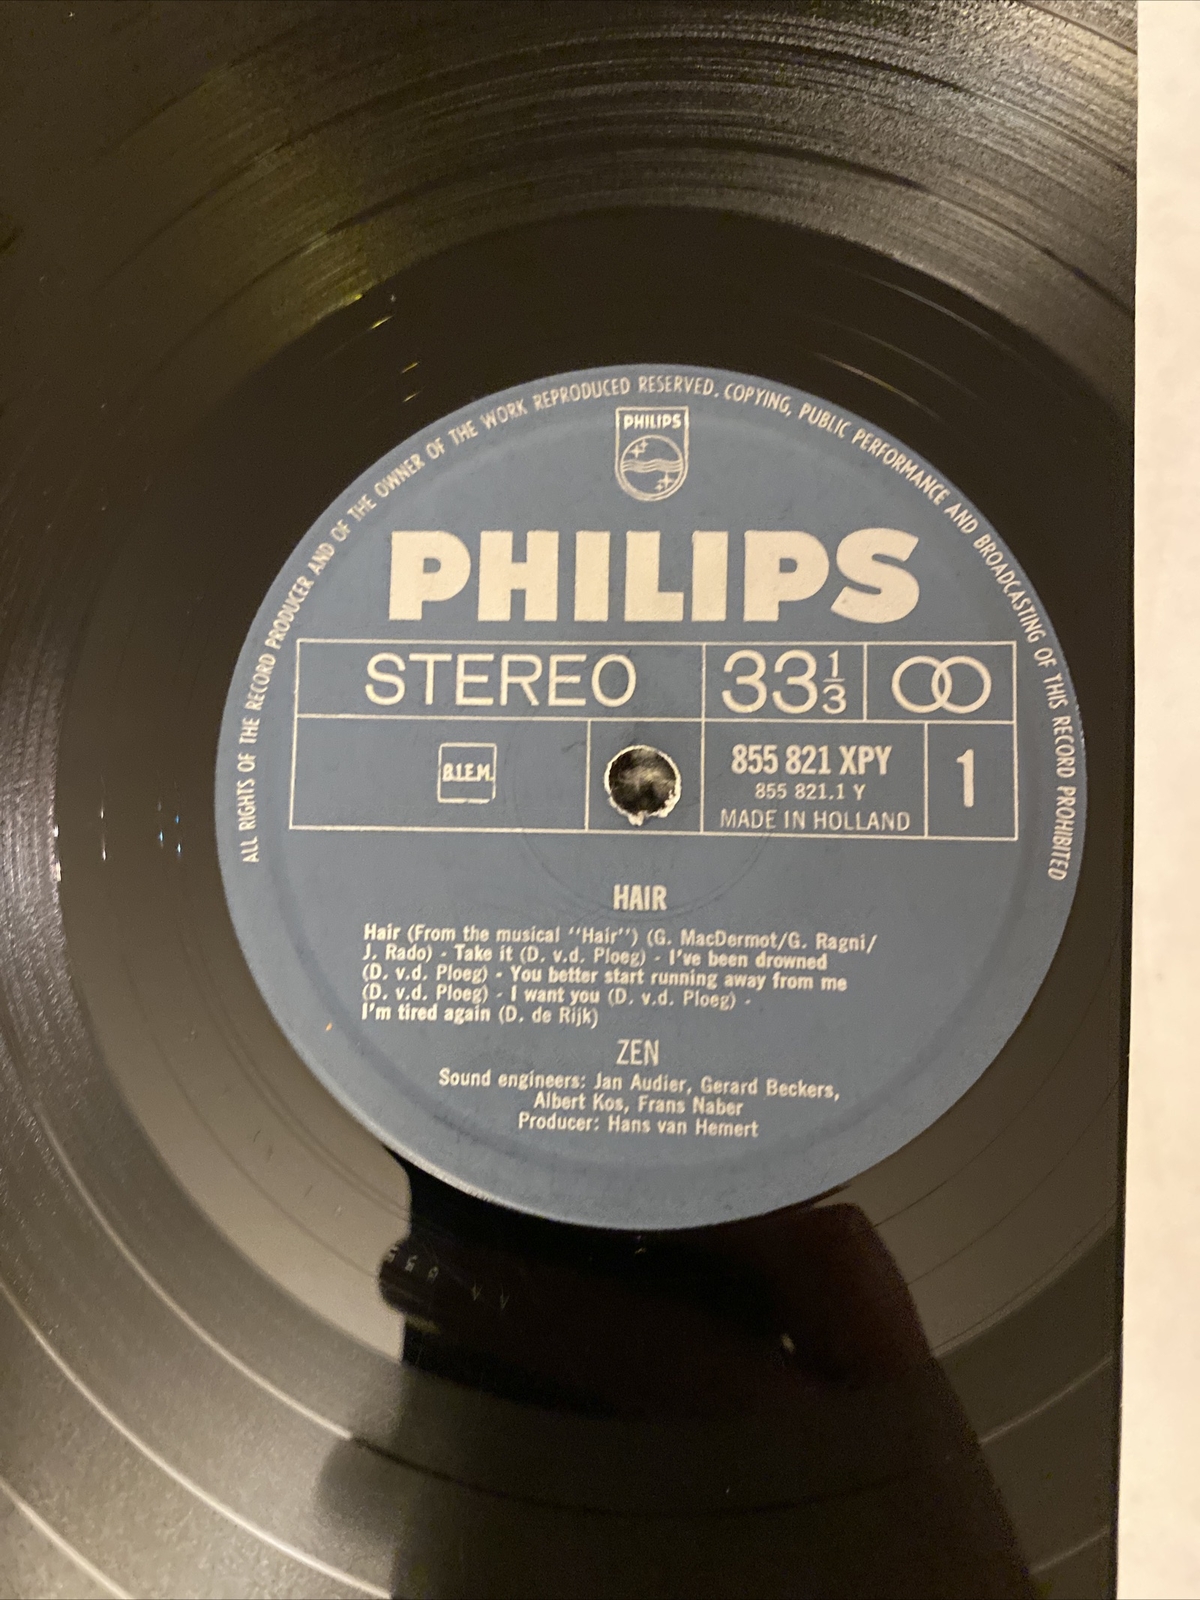 ALL RIGHTS OF THE RECORD PRODUCER AND OF THE OWNER OF THE WORK REPRODUCED RESERVED. COPYING, PUBLIC PERFORMANCE AND BROADCASTING OF THIS RECORD PROHIBITED
PHILIPS
PHILIPS
STEREO 33 1/3
B.I.E.M. 855 821 XPY 1
855 821.1 Y
MADE IN HOLLAND
HAIR
Hair (From the musical "Hair") (G. MacDermot/G. Ragni/
J. Rado) - Take it (D. v.d. Ploeg) - I've been drowned
(D. v.d. Ploeg) - You better start running away from me
(D. v.d. Ploeg) - I want you (D. v.d. Ploeg) -
I'm tired again (D. de Rijk)
ZEN
Sound engineers: Jan Audier, Gerard Beckers,
Albert Kos, Frans Naber
Producer: Hans van Hemert